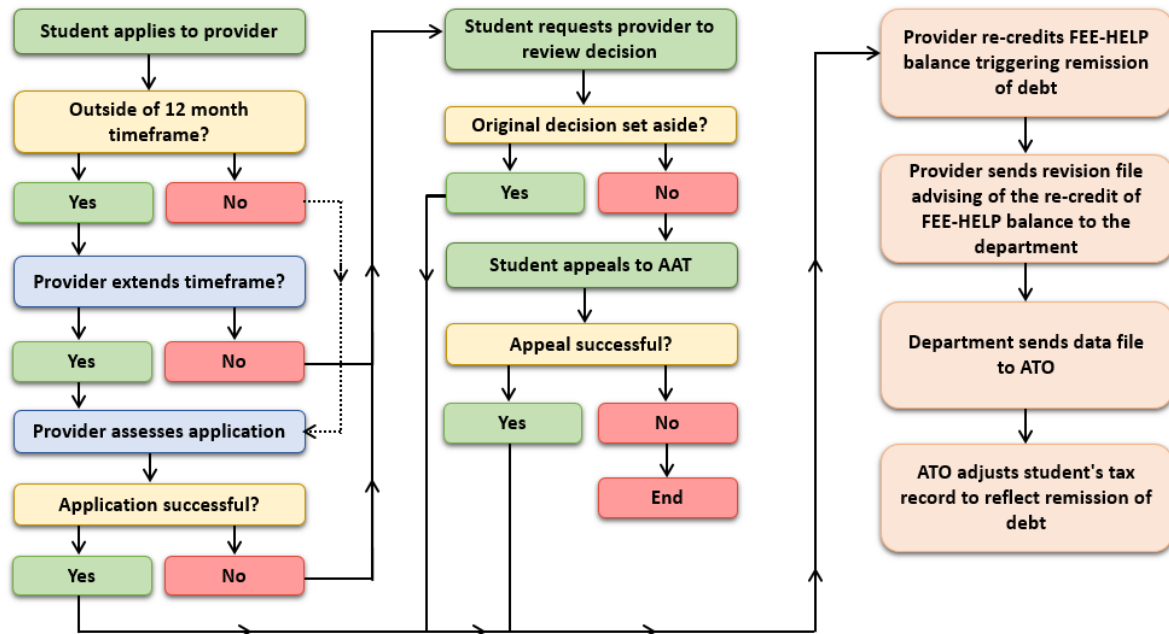 Student applies to provider
Outside of 12 month
timeframe?
Yes
No
Provider extends timeframe?
Yes
No
Provider assesses application
Application successful?
Yes
No
Student requests provider to
review decision
Original decision set aside?
Yes
No
Student appeals to AAT
Appeal successful?
Yes
No
End
Provider re-credits FEE-HELP
balance triggering remission
of debt
Provider sends revision file
advising of the re-credit of
FEE-HELP balance to the
department
Department sends data file
to ATO
ATO adjusts student's tax
record to reflect remission of
debt